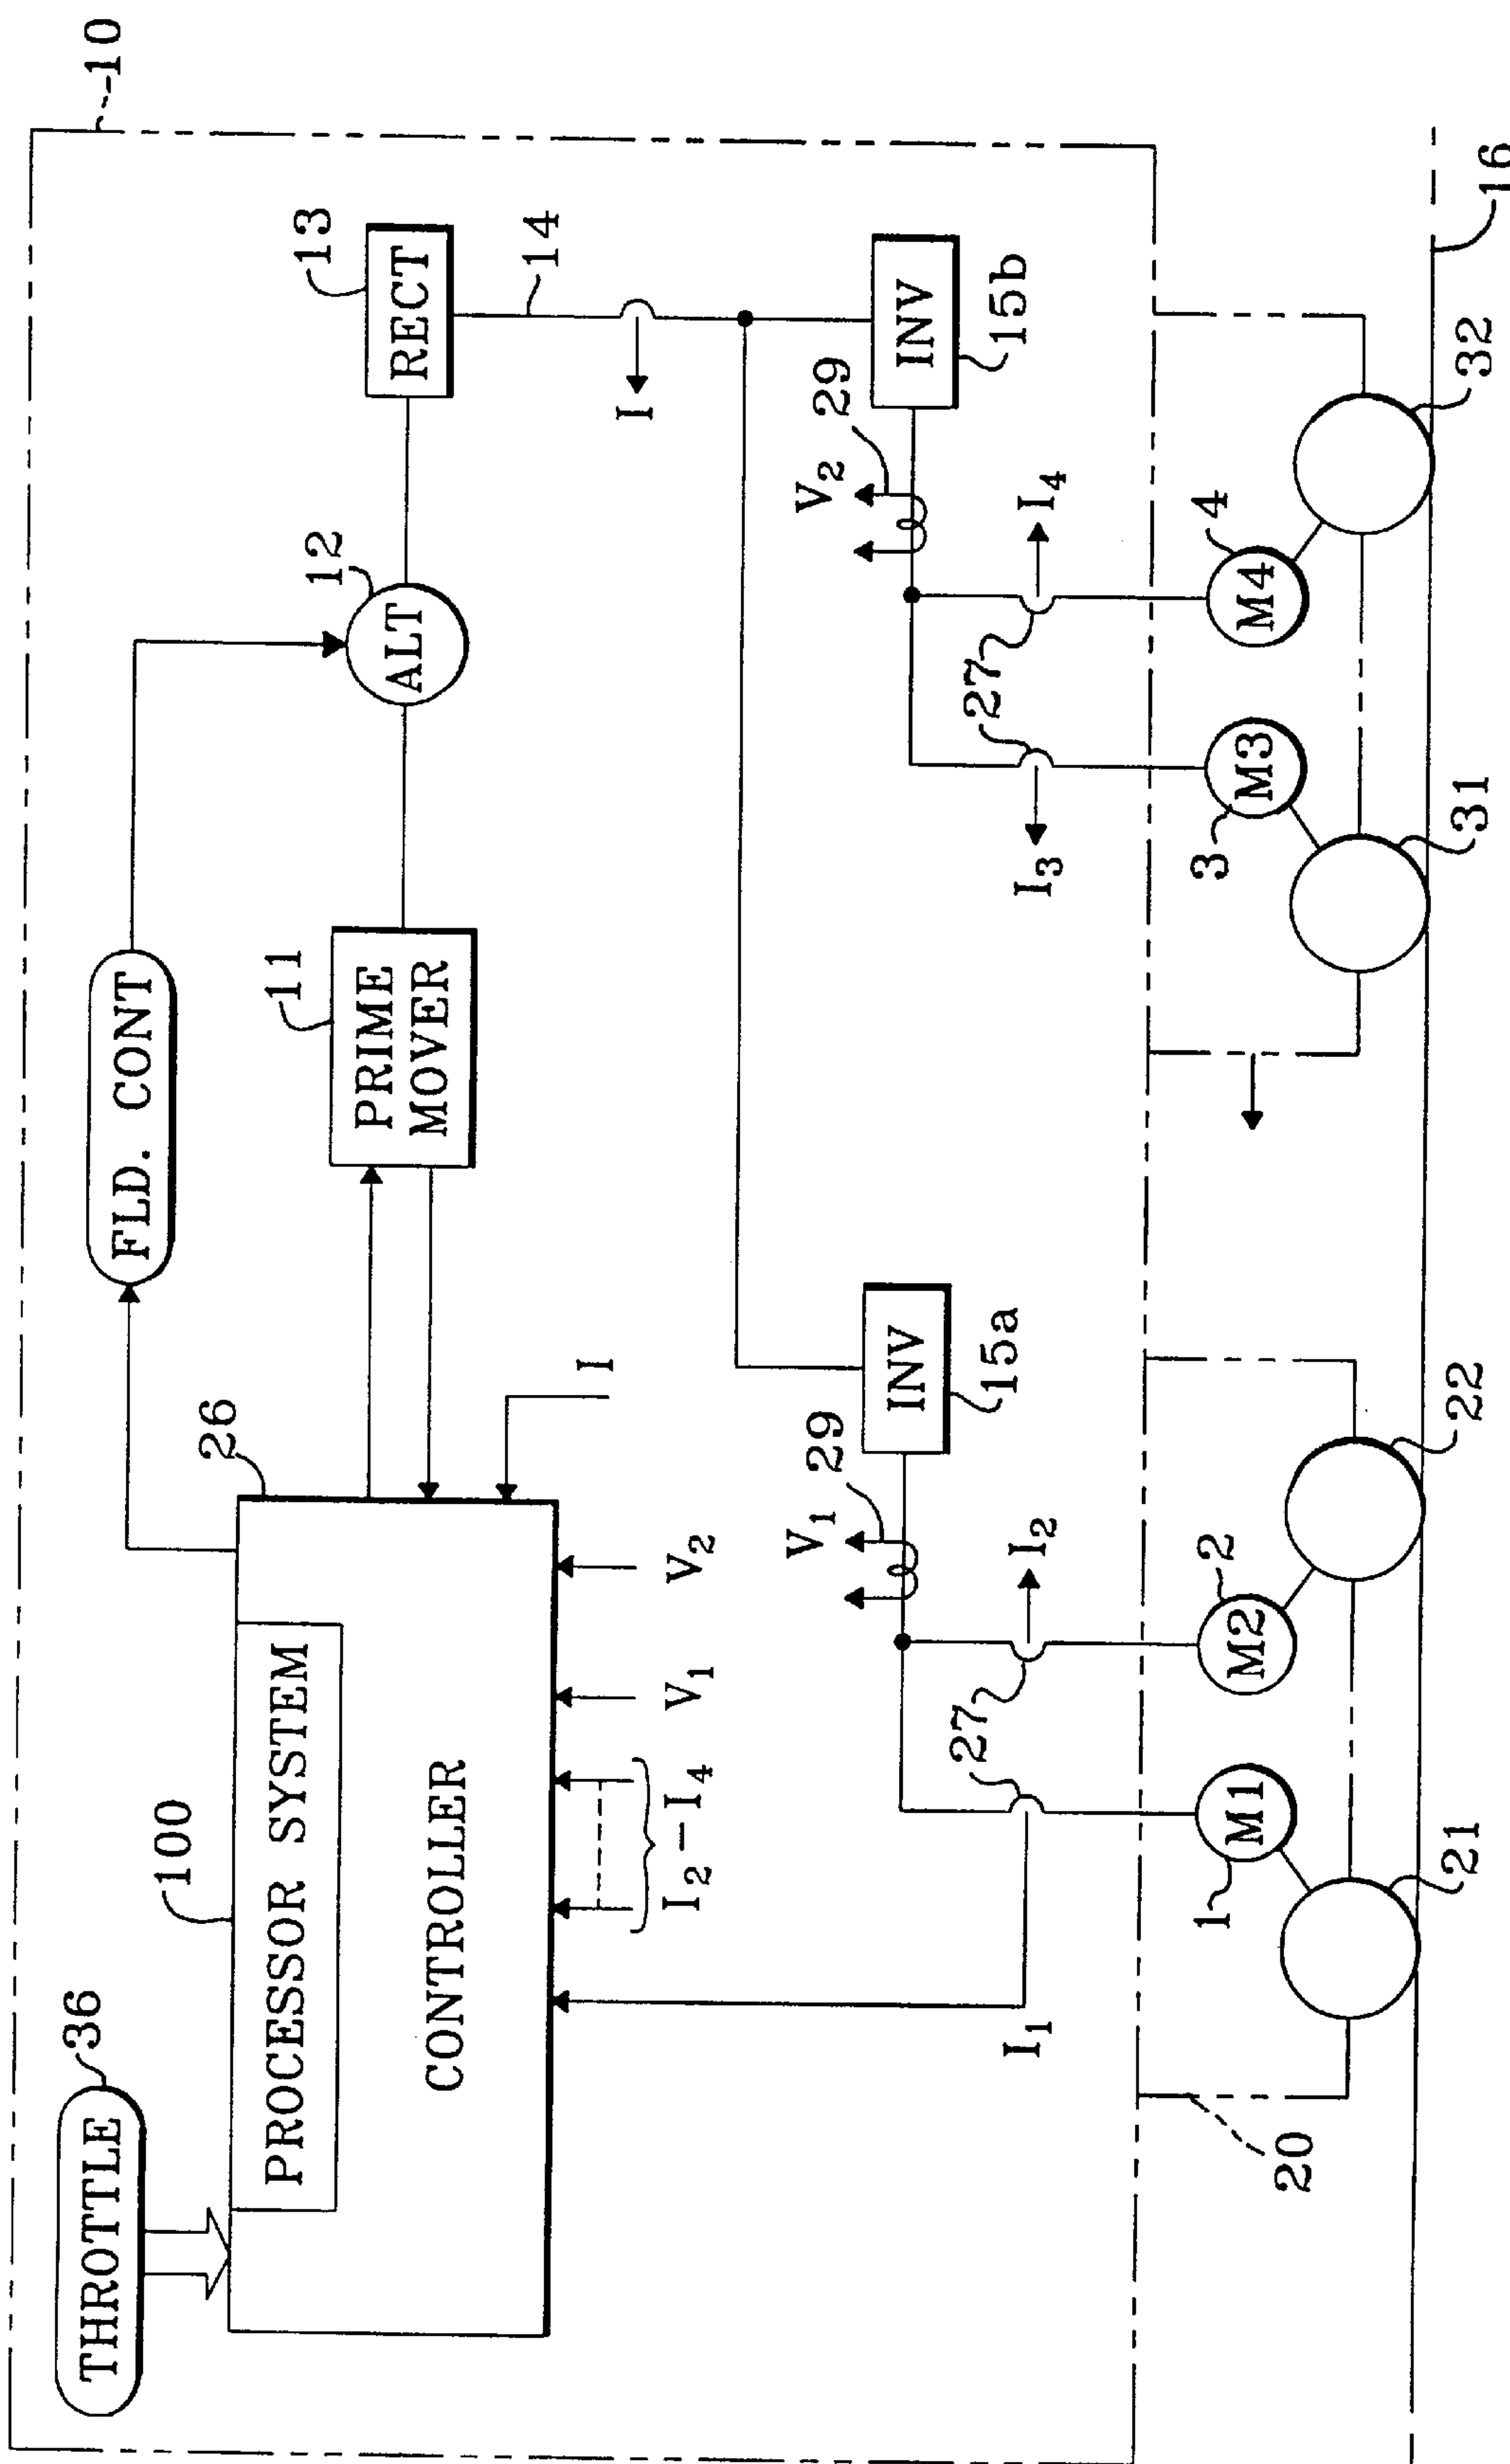 10
THROTTLE
36
FLD. CONT
100
PROCESSOR SYSTEM
CONTROLLER
26
PRIME
MOVER
11
ALT
12
RECT
13
14
I
I
I₂–I₄
V₁
V₂
I₁
INV
15a
V₁
29
INV
15b
V₂
29
27
I₂
I₃
27
I₄
M1
1
M2
2
M3
3
M4
4
20
21
22
31
32
16